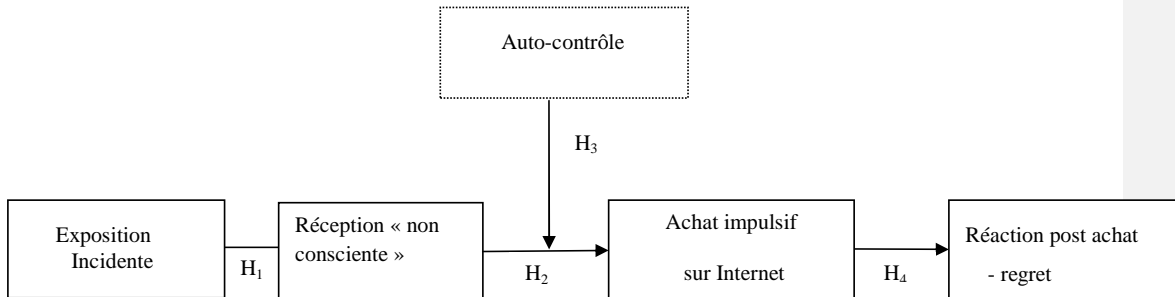 Auto-contrôle
H₃
Exposition
Incidente
H₁
Réception « non
consciente »
H₂
Achat impulsif
sur Internet
H₄
Réaction post achat
- regret